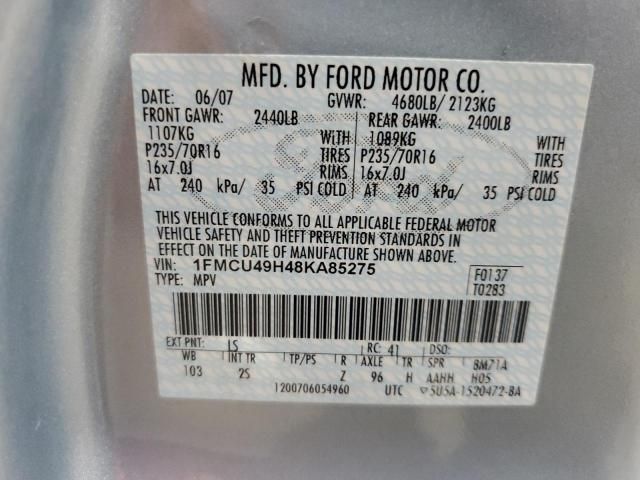 MFD. BY FORD MOTOR CO.
DATE: 06/07 GVWR: 4680LB/ 2123KG
FRONT GAWR: 2440LB REAR GAWR: 2400LB
1107KG WITH 1089KG WITH
P235/70R16 TIRES P235/70R16 TIRES
16x7.0J RIMS 16x7.0J RIMS
AT 240 kPa/ 35 PSI COLD AT 240 kPa/ 35 PSI COLD
THIS VEHICLE CONFORMS TO ALL APPLICABLE FEDERAL MOTOR
VEHICLE SAFETY AND THEFT PREVENTION STANDARDS IN
EFFECT ON THE DATE OF MANUFACTURE SHOWN ABOVE.
VIN: 1FMCU49H48KA85275 F0137
TYPE: MPV T0283
EXT PNT: LS RC: 41 DSO:
WB INT TR TP/PS R AXLE TR SPR 8M71A
103 2S Z 96 H AAHH H05
1200706054960 UTC 5U5A-1520472-BA
Ford